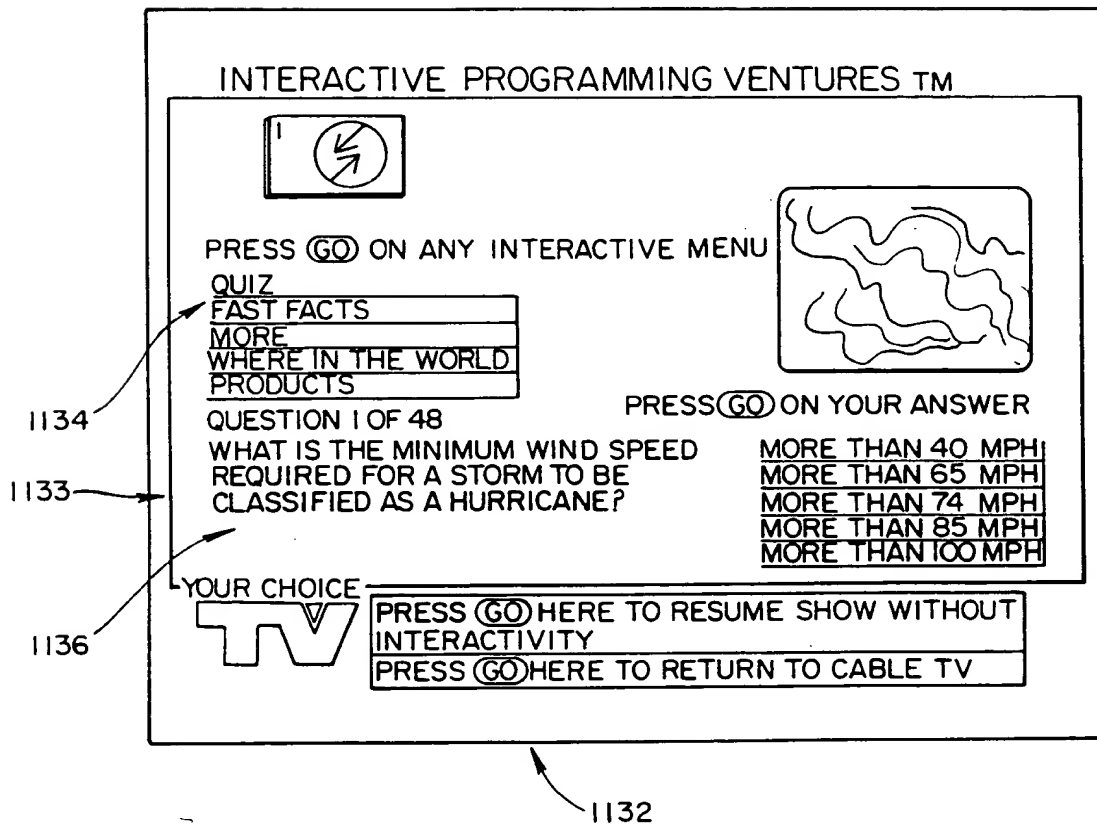 INTERACTIVE PROGRAMMING VENTURES TM
I
PRESS GO ON ANY INTERACTIVE MENU
QUIZ
FAST FACTS
MORE
WHERE IN THE WORLD
PRODUCTS
QUESTION 1 OF 48
WHAT IS THE MINIMUM WIND SPEED
REQUIRED FOR A STORM TO BE
CLASSIFIED AS A HURRICANE?
PRESS GO ON YOUR ANSWER
MORE THAN 40 MPH
MORE THAN 65 MPH
MORE THAN 74 MPH
MORE THAN 85 MPH
MORE THAN 100 MPH
YOUR CHOICE
TV
PRESS GO HERE TO RESUME SHOW WITHOUT
INTERACTIVITY
PRESS GO HERE TO RETURN TO CABLE TV
1134
1133
1136
1132